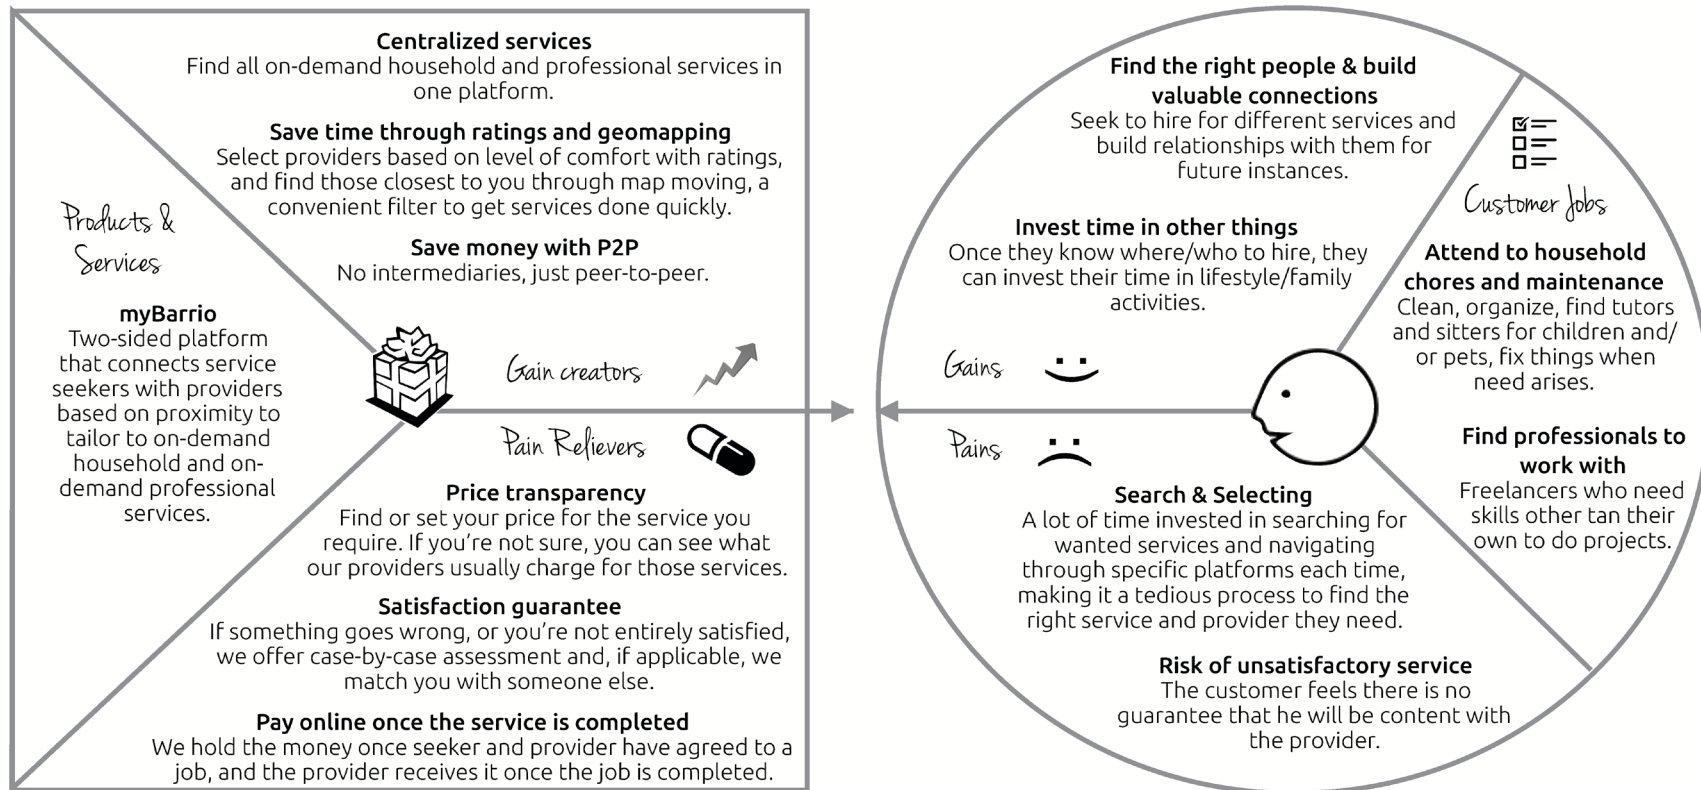 Centralized services
Find all on-demand household and professional services in
one platform.
Save time through ratings and geomapping
Select providers based on level of comfort with ratings,
and find those closest to you through map moving, a
convenient filter to get services done quickly.
Save money with P2P
No intermediaries, just peer-to-peer.
Gain creators
Products &
Services
myBarrio
Two-sided platform
that connects service
seekers with providers
based on proximity to
tailor to on-demand
household and on-
demand professional
services.
Pain Relievers
Price transparency
Find or set your price for the service you
require. If you're not sure, you can see what
our providers usually charge for those services.
Satisfaction guarantee
If something goes wrong, or you're not entirely satisfied,
we offer case-by-case assessment and, if applicable, we
match you with someone else.
Pay online once the service is completed
We hold the money once seeker and provider have agreed to a
job, and the provider receives it once the job is completed.
Find the right people & build
valuable connections
Seek to hire for different services and
build relationships with them for
future instances.
Invest time in other things
Once they know where/who to hire, they
can invest their time in lifestyle/family
activities.
Gains
Pains
Search & Selecting
A lot of time invested in searching for
wanted services and navigating
through specific platforms each time,
making it a tedious process to find the
right service and provider they need.
Risk of unsatisfactory service
The customer feels there is no
guarantee that he will be content with
the provider.
Customer Jobs
Attend to household
chores and maintenance
Clean, organize, find tutors
and sitters for children and/
or pets, fix things when
need arises.
Find professionals to
work with
Freelancers who need
skills other tan their
own to do projects.